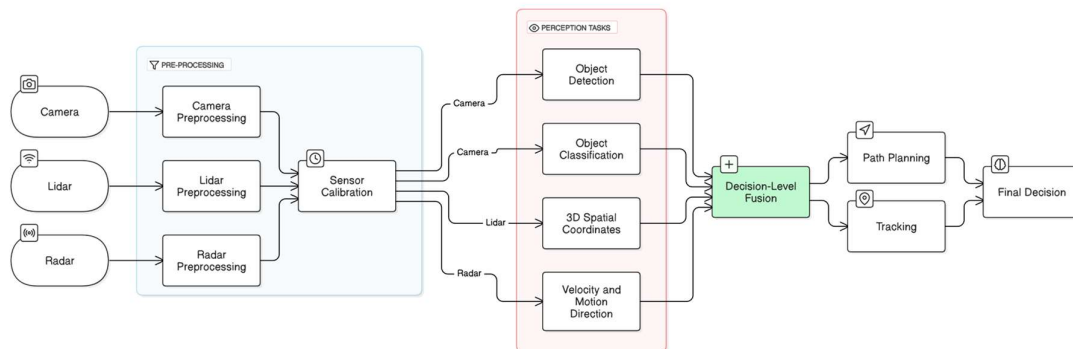 PRE-PROCESSING
PERCEPTION TASKS
Camera
Lidar
Radar
Camera
Preprocessing
Lidar
Preprocessing
Radar
Preprocessing
Sensor
Calibration
Camera
Camera
Lidar
Radar
Object
Detection
Object
Classification
3D Spatial
Coordinates
Velocity and
Motion
Direction
Decision-Level
Fusion
Path Planning
Tracking
Final Decision